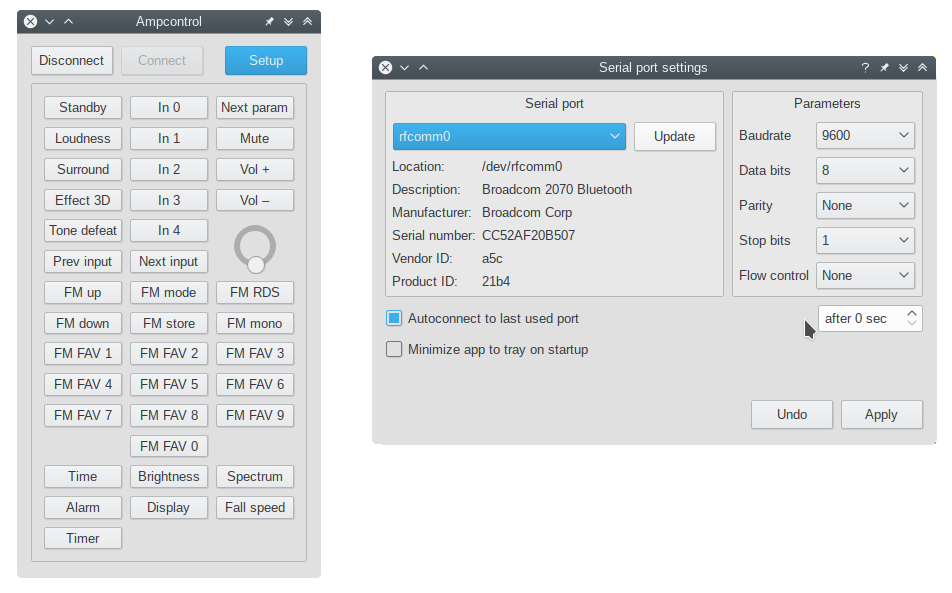 Ampcontrol
Disconnect Connect Setup
Standby In 0 Next param
Loudness In 1 Mute
Surround In 2 Vol +
Effect 3D In 3 Vol –
Tone defeat In 4
Prev input Next input
FM up FM mode FM RDS
FM down FM store FM mono
FM FAV 1 FM FAV 2 FM FAV 3
FM FAV 4 FM FAV 5 FM FAV 6
FM FAV 7 FM FAV 8 FM FAV 9
FM FAV 0
Time Brightness Spectrum
Alarm Display Fall speed
Timer
Serial port settings ?
Serial port
rfcomm0 Update
Location: /dev/rfcomm0
Description: Broadcom 2070 Bluetooth
Manufacturer: Broadcom Corp
Serial number: CC52AF20B507
Vendor ID: a5c
Product ID: 21b4
Parameters
Baudrate 9600
Data bits 8
Parity None
Stop bits 1
Flow control None
Autoconnect to last used port after 0 sec
Minimize app to tray on startup
Undo Apply